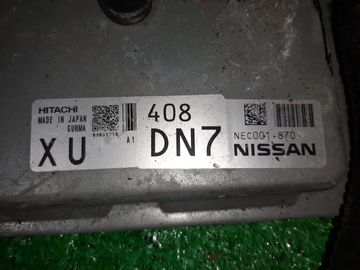 HITACHI
MADE IN JAPAN
GUNMA
A1
XU
408
DN7
NEC001-870
NISSAN